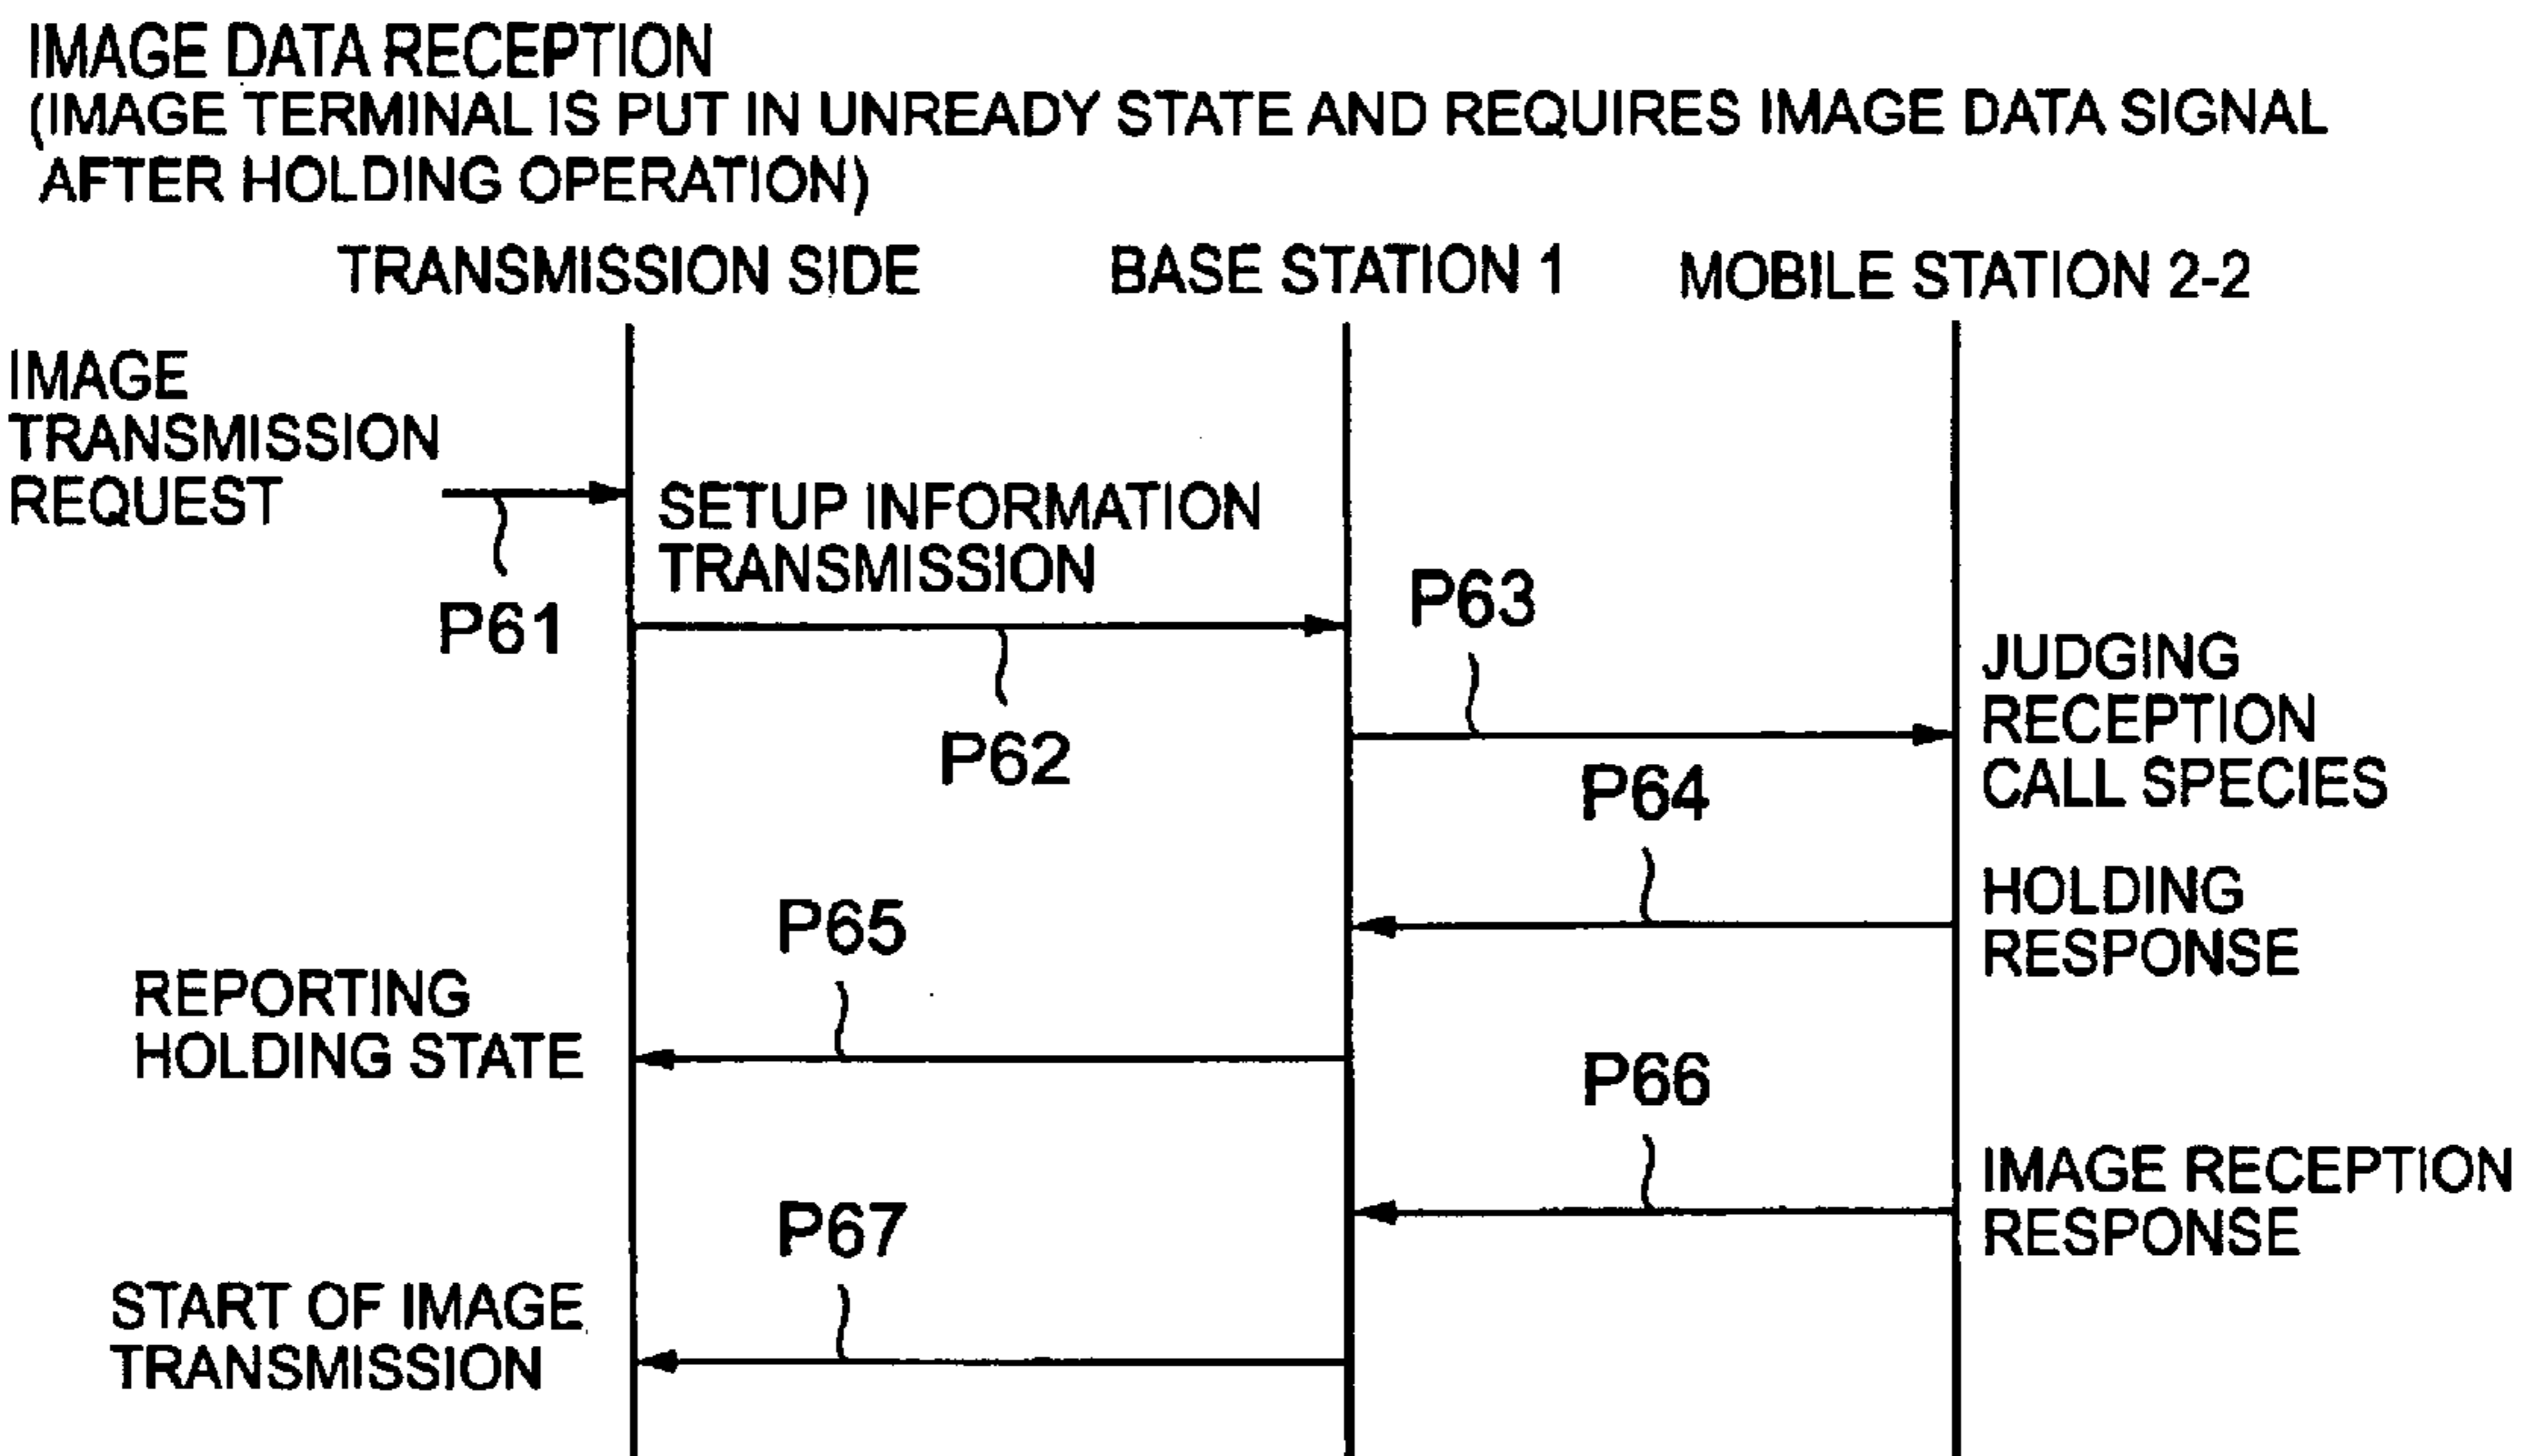 IMAGE DATA RECEPTION
(IMAGE TERMINAL IS PUT IN UNREADY STATE AND REQUIRES IMAGE DATA SIGNAL
AFTER HOLDING OPERATION)
TRANSMISSION SIDE
BASE STATION 1
MOBILE STATION 2-2
IMAGE
TRANSMISSION
REQUEST
P61
SETUP INFORMATION
TRANSMISSION
P62
P63
JUDGING
RECEPTION
CALL SPECIES
P64
HOLDING
RESPONSE
P65
REPORTING
HOLDING STATE
P66
IMAGE RECEPTION
RESPONSE
P67
START OF IMAGE
TRANSMISSION